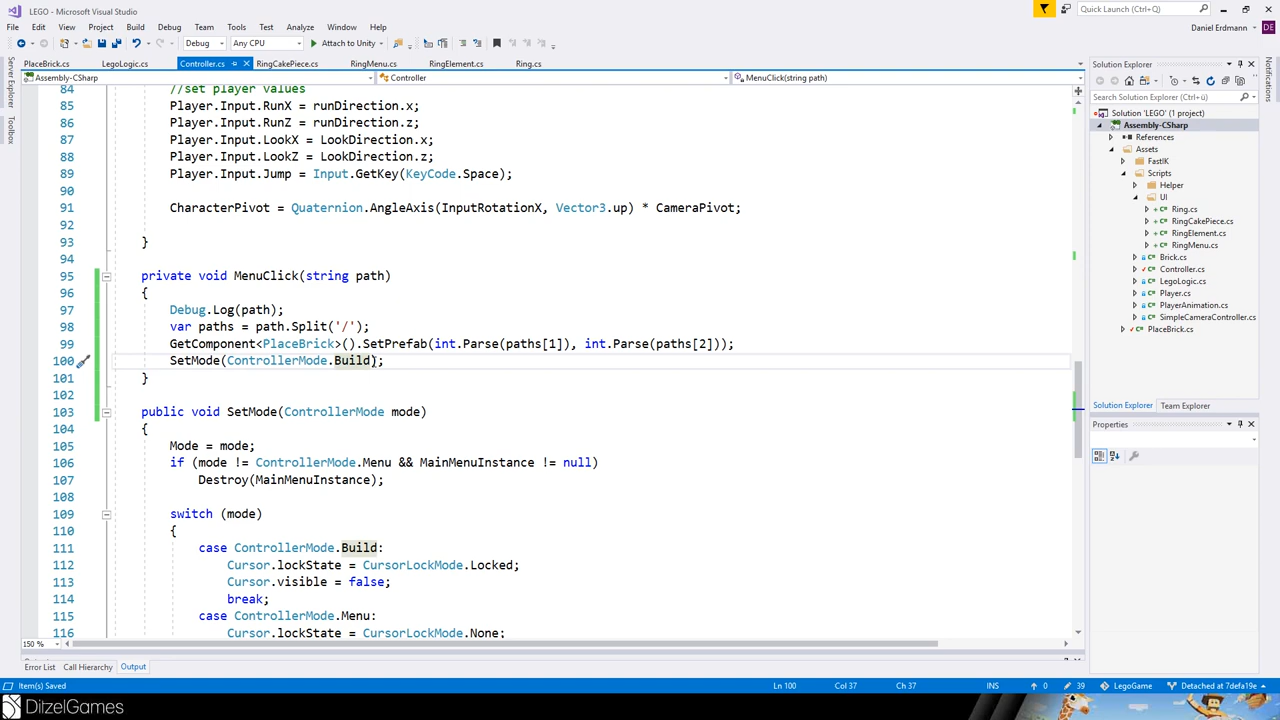 LEGO - Microsoft Visual Studio
Quick Launch (Ctrl+Q)
File Edit View Project Build Debug Team Tools Test Analyze Window Help
Daniel Erdmann DE
Debug Any CPU Attach to Unity
PlaceBrick.cs LegoLogic.cs Controller.cs RingCakePiece.cs RingMenu.cs RingElement.cs Ring.cs
Assembly-CSharp Controller MenuClick(string path)
84 //set player values
85 Player.Input.RunX = runDirection.x;
86 Player.Input.RunZ = runDirection.z;
87 Player.Input.LookX = LookDirection.x;
88 Player.Input.LookZ = LookDirection.z;
89 Player.Input.Jump = Input.GetKey(KeyCode.Space);
90
91 CharacterPivot = Quaternion.AngleAxis(InputRotationX, Vector3.up) * CameraPivot;
92
93 }
94
95 private void MenuClick(string path)
96 {
97 Debug.Log(path);
98 var paths = path.Split('/');
99 GetComponent<PlaceBrick>().SetPrefab(int.Parse(paths[1]), int.Parse(paths[2]));
100 SetMode(ControllerMode.Build);
101 }
102
103 public void SetMode(ControllerMode mode)
104 {
105 Mode = mode;
106 if (mode != ControllerMode.Menu && MainMenuInstance != null)
107 Destroy(MainMenuInstance);
108
109 switch (mode)
110 {
111 case ControllerMode.Build:
112 Cursor.lockState = CursorLockMode.Locked;
113 Cursor.visible = false;
114 break;
115 case ControllerMode.Menu:
116 Cursor.lockState = CursorLockMode.None;
150 %
Server Explorer
Toolbox
Notifications
Solution Explorer
Search Solution Explorer (Ctrl+ü)
Solution 'LEGO' (1 project)
Assembly-CSharp
References
Assets
FastIK
Scripts
Helper
UI
Ring.cs
RingCakePiece.cs
RingElement.cs
RingMenu.cs
Brick.cs
Controller.cs
LegoLogic.cs
Player.cs
PlayerAnimation.cs
SimpleCameraController.cs
PlaceBrick.cs
Solution Explorer Team Explorer
Properties
Error List Call Hierarchy Output
Item(s) Saved Ln 100 Col 37 Ch 37 INS 0 39 LegoGame Detached at 7defa19e
DitzelGames